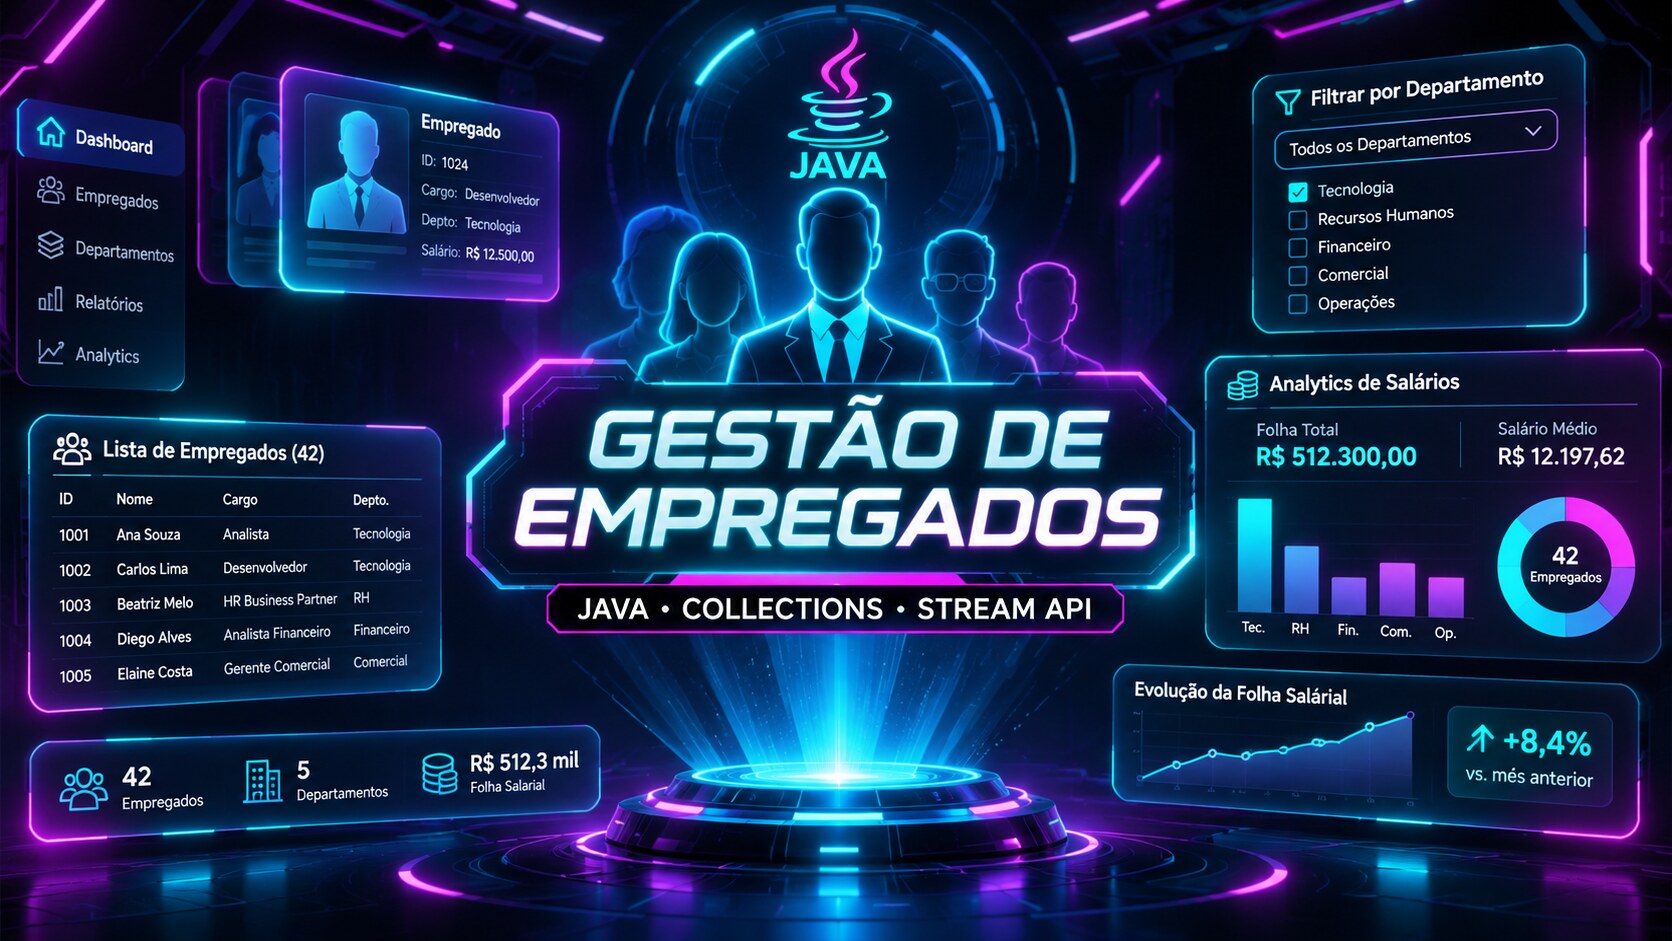 JAVA
GESTÃO DE
EMPREGADOS
JAVA • COLLECTIONS • STREAM API
Dashboard
Empregados
Departamentos
Relatórios
Analytics
Empregado
ID: 1024
Cargo: Desenvolvedor
Depto: Tecnologia
Salário: R$ 12.500,00
Lista de Empregados (42)
ID Nome Cargo Depto.
1001 Ana Souza Analista Tecnologia
1002 Carlos Lima Desenvolvedor Tecnologia
1003 Beatriz Melo HR Business Partner RH
1004 Diego Alves Analista Financeiro Financeiro
1005 Elaine Costa Gerente Comercial Comercial
42
Empregados
5
Departamentos
R$ 512,3 mil
Folha Salarial
Filtrar por Departamento
Todos os Departamentos
Tecnologia
Recursos Humanos
Financeiro
Comercial
Operações
Analytics de Salários
Folha Total
R$ 512.300,00
Salário Médio
R$ 12.197,62
Tec. RH Fin. Com. Op.
42
Empregados
Evolução da Folha Salárial
+8,4%
vs. més anterior